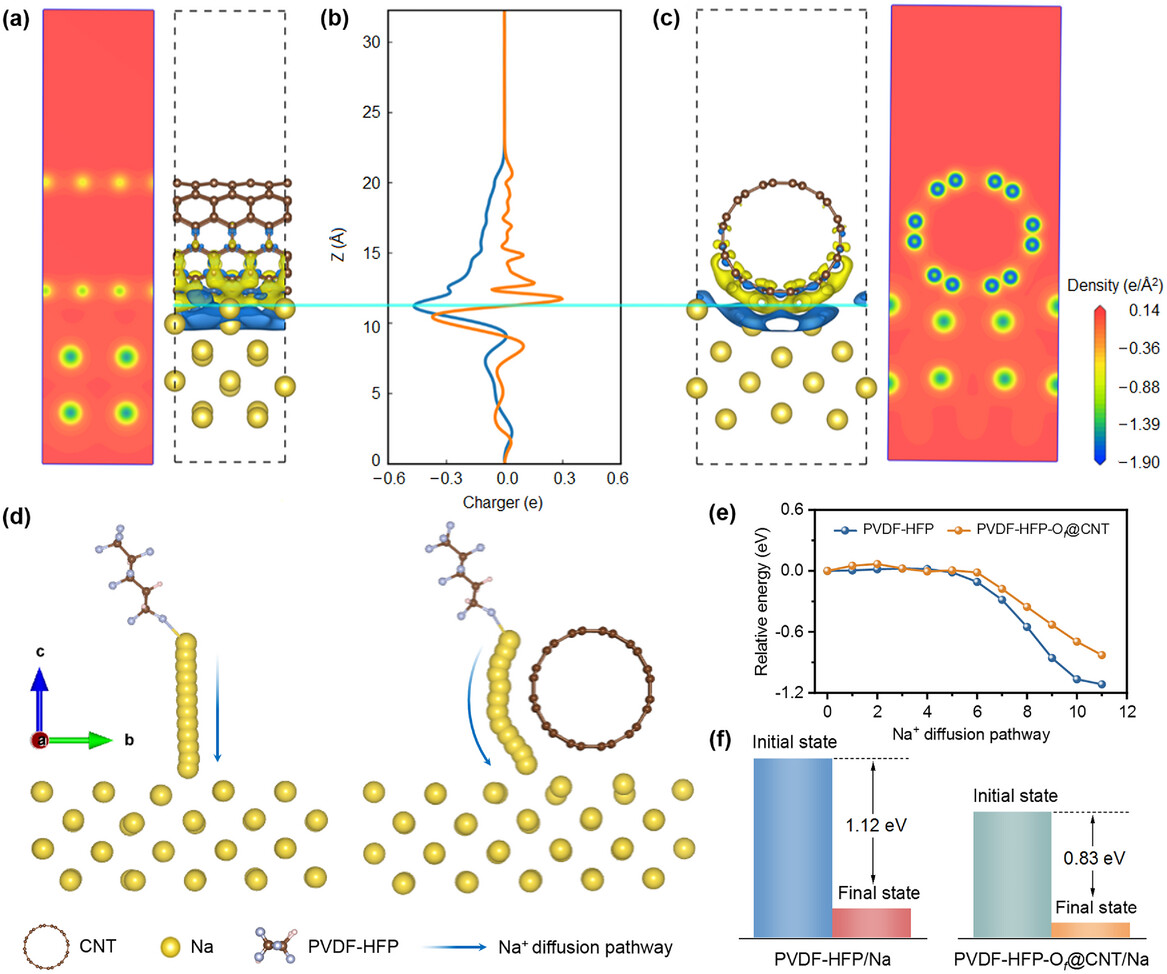 (a)
(b)
(c)
30
25
20
15
10
5
0
Z (Å)
−0.6
−0.3
0.0
0.3
0.6
Charger (e)
Density (e/Å²)
0.14
−0.36
−0.88
−1.39
−1.90
(d)
c
a
b
CNT
Na
PVDF-HFP
Na⁺ diffusion pathway
(e)
PVDF-HFP
PVDF-HFP-Of@CNT
0.6
0.0
-0.6
-1.2
Relative energy (eV)
0
2
4
6
8
10
12
Na⁺ diffusion pathway
(f)
Initial state
1.12 eV
Final state
PVDF-HFP/Na
Initial state
0.83 eV
Final state
PVDF-HFP-Of@CNT/Na